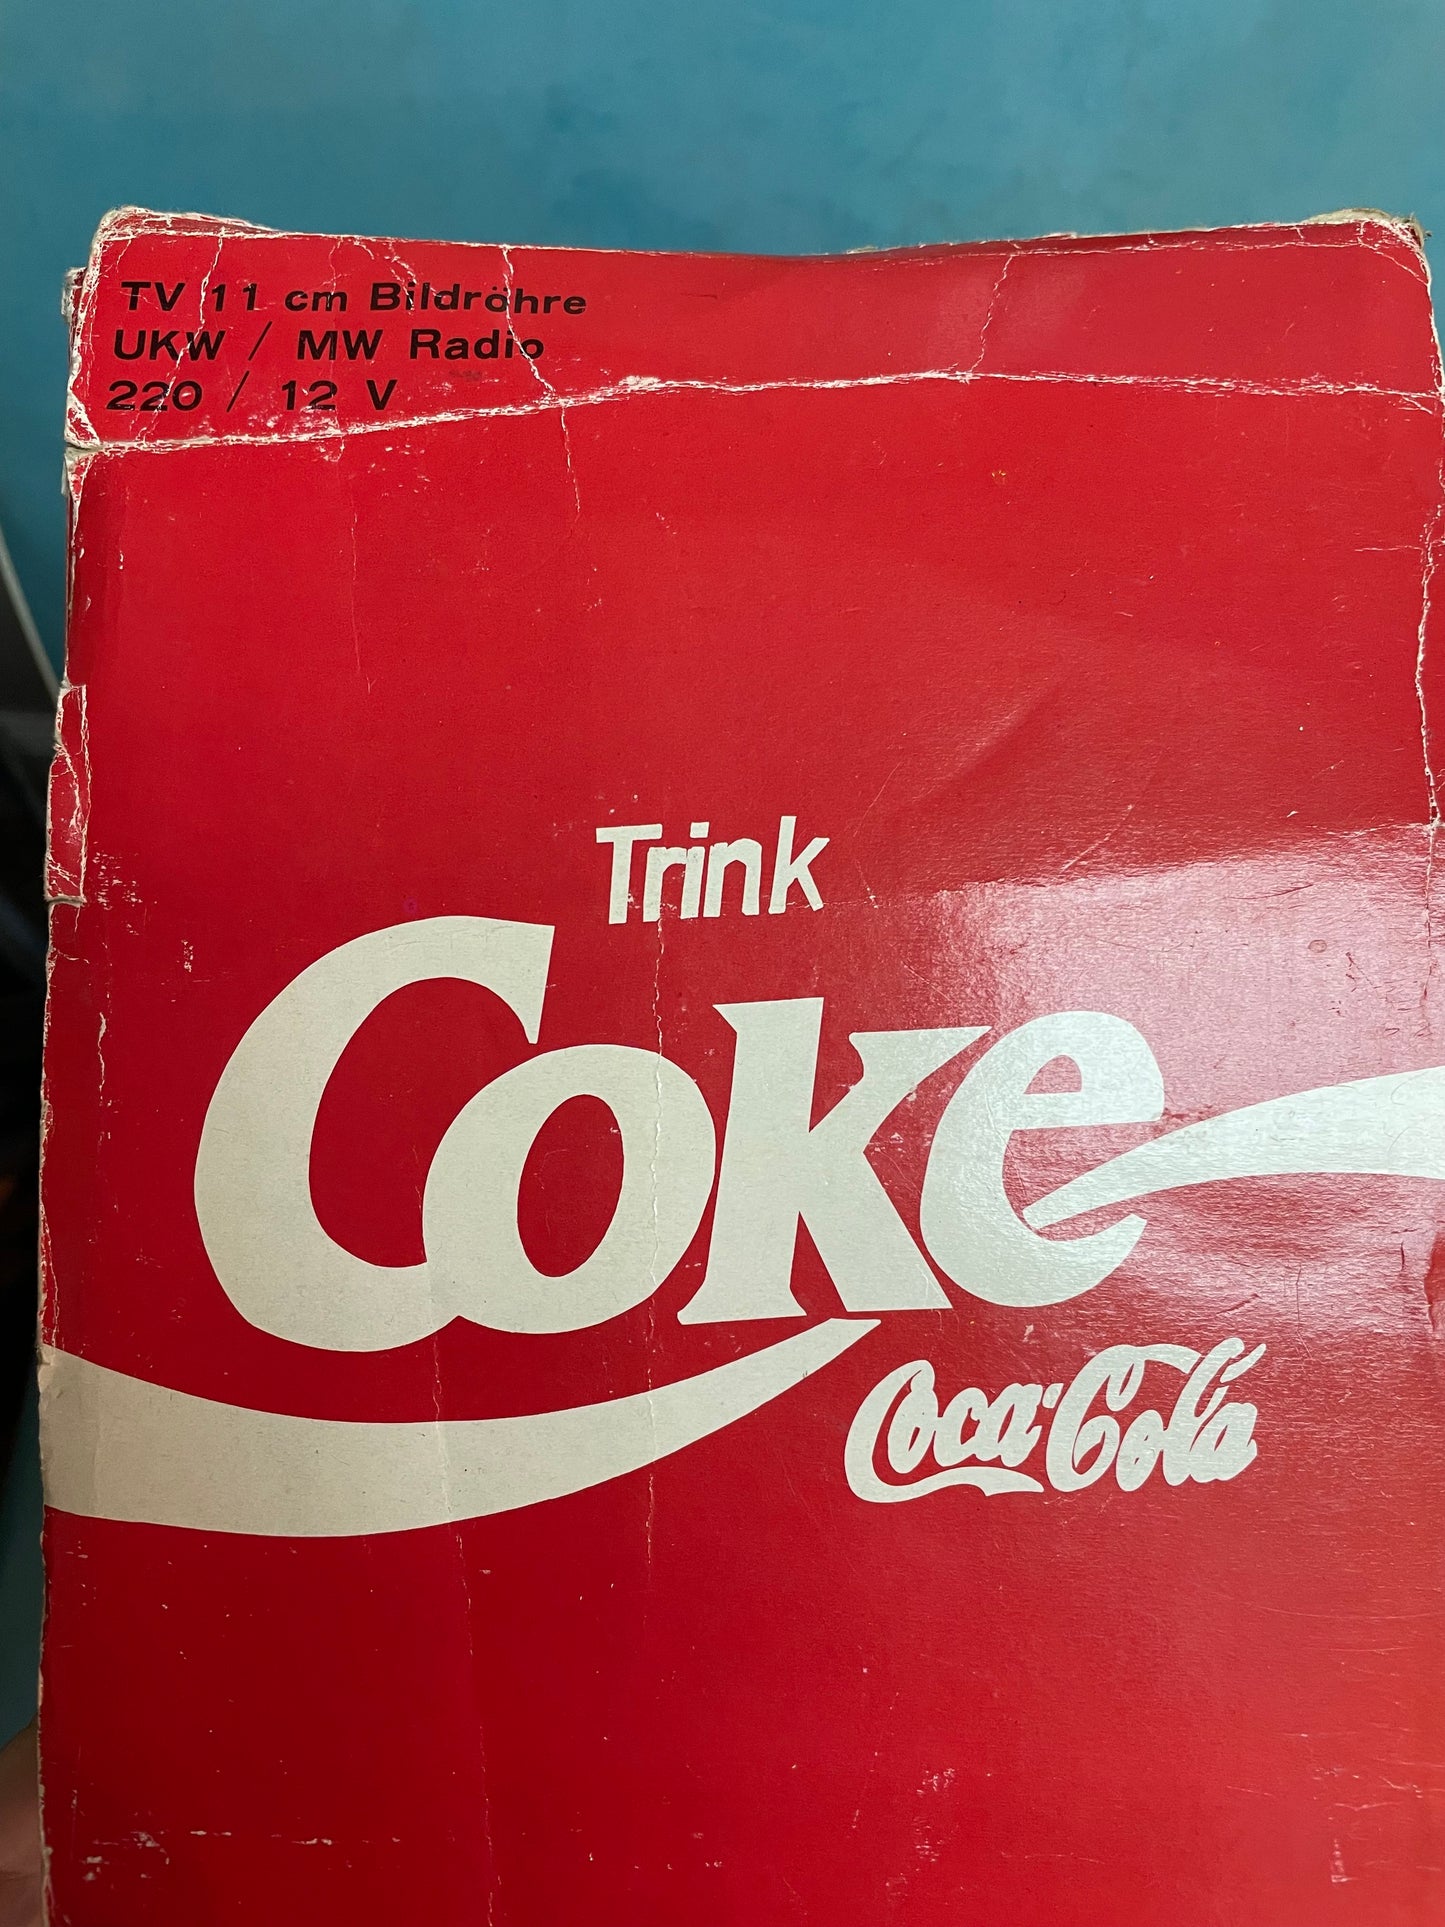 TV 11 cm Bildröhre
UKW / MW Radio
220 / 12 V
Trink
Coke
Coca-Cola